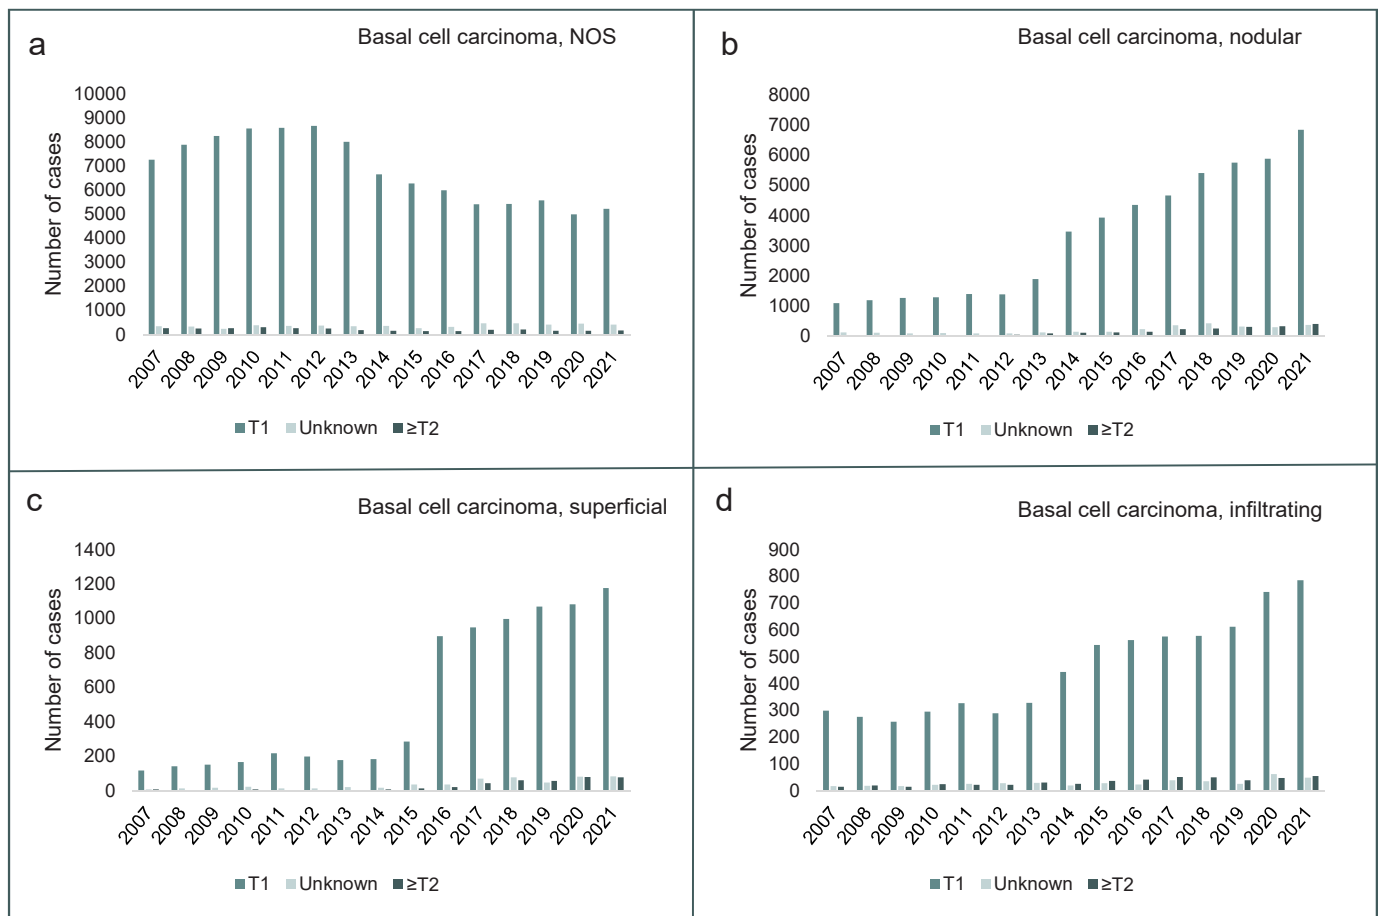 a
Basal cell carcinoma, NOS
Number of cases
10000
9000
8000
7000
6000
5000
4000
3000
2000
1000
0
2007 2008 2009 2010 2011 2012 2013 2014 2015 2016 2017 2018 2019 2020 2021
T1 Unknown ≥T2
b
Basal cell carcinoma, nodular
Number of cases
8000
7000
6000
5000
4000
3000
2000
1000
0
2007 2008 2009 2010 2011 2012 2013 2014 2015 2016 2017 2018 2019 2020 2021
T1 Unknown ≥T2
c
Basal cell carcinoma, superficial
Number of cases
1400
1200
1000
800
600
400
200
0
2007 2008 2009 2010 2011 2012 2013 2014 2015 2016 2017 2018 2019 2020 2021
T1 Unknown ≥T2
d
Basal cell carcinoma, infiltrating
Number of cases
900
800
700
600
500
400
300
200
100
0
2007 2008 2009 2010 2011 2012 2013 2014 2015 2016 2017 2018 2019 2020 2021
T1 Unknown ≥T2